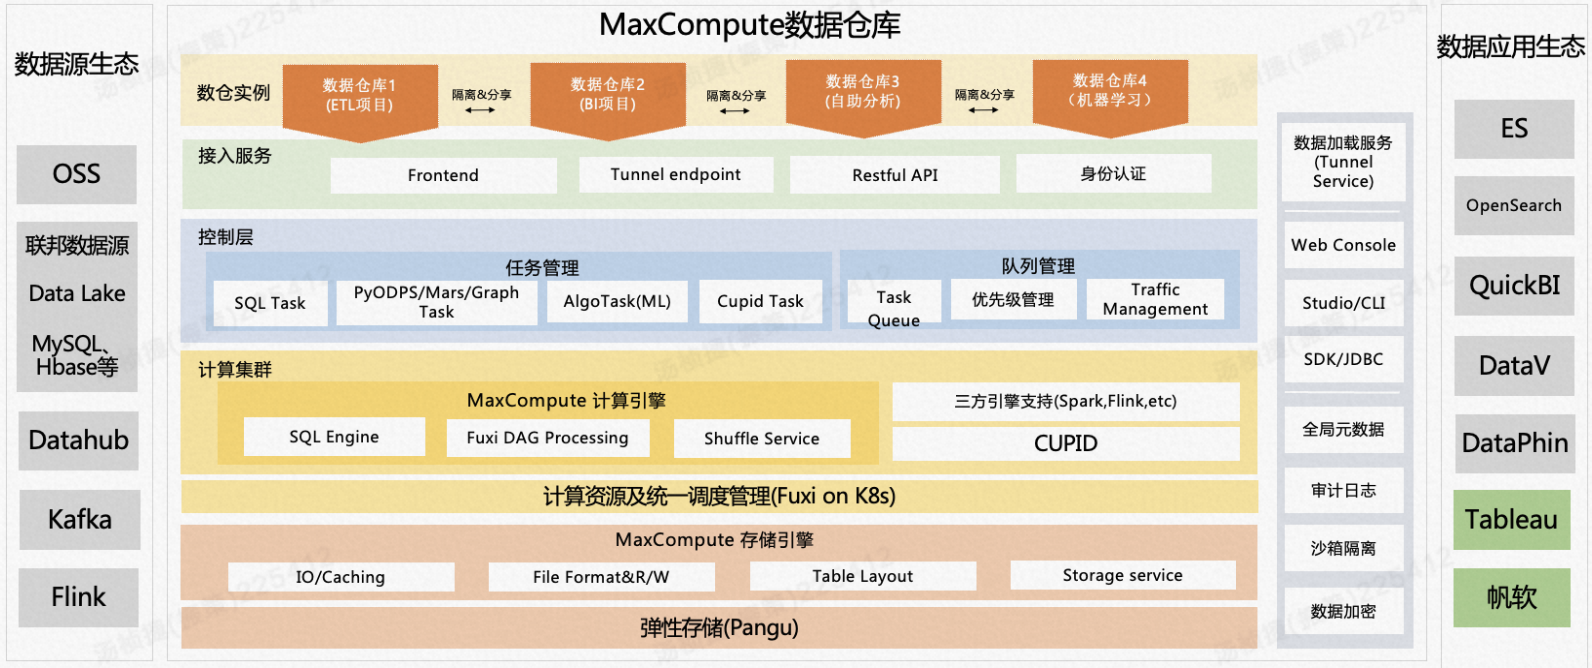 MaxCompute数据仓库
数据源生态
OSS
联邦数据源
Data Lake
MySQL、
Hbase等
Datahub
Kafka
Flink
数仓实例
数据仓库1
(ETL项目)
隔离&分享
数据仓库2
(BI项目)
隔离&分享
数据仓库3
(自助分析)
隔离&分享
数据仓库4
（机器学习）
接入服务
Frontend
Tunnel endpoint
Restful API
身份认证
控制层
任务管理
SQL Task
PyODPS/Mars/Graph
Task
AlgoTask(ML)
Cupid Task
队列管理
Task
Queue
优先级管理
Traffic
Management
计算集群
MaxCompute 计算引擎
SQL Engine
Fuxi DAG Processing
Shuffle Service
三方引擎支持(Spark,Flink,etc)
CUPID
计算资源及统一调度管理(Fuxi on K8s)
MaxCompute 存储引擎
IO/Caching
File Format&R/W
Table Layout
Storage service
弹性存储(Pangu)
数据加载服务
(Tunnel
Service)
Web Console
Studio/CLI
SDK/JDBC
全局元数据
审计日志
沙箱隔离
数据加密
数据应用生态
ES
OpenSearch
QuickBI
DataV
DataPhin
Tableau
帆软